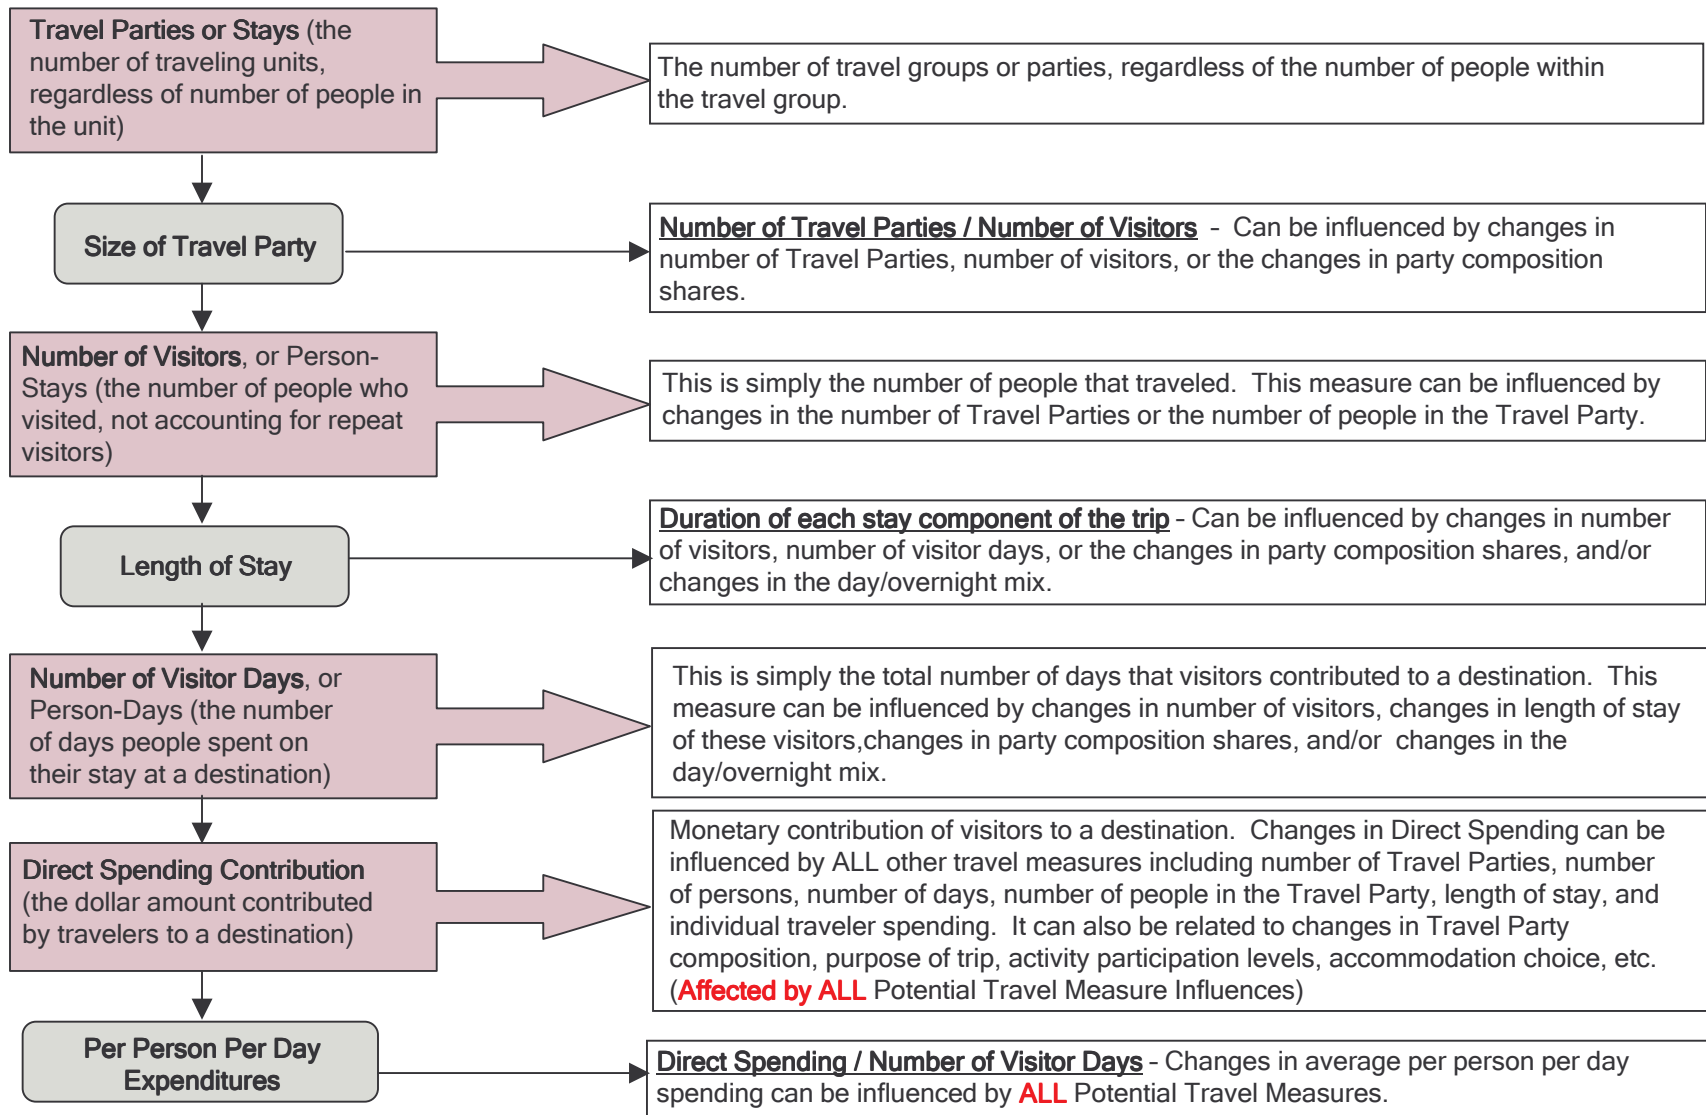 Travel Parties or Stays (the
number of traveling units,
regardless of number of people in
the unit)
The number of travel groups or parties, regardless of the number of people within
the travel group.
Size of Travel Party
Number of Travel Parties / Number of Visitors - Can be influenced by changes in
number of Travel Parties, number of visitors, or the changes in party composition
shares.
Number of Visitors, or Person-
Stays (the number of people who
visited, not accounting for repeat
visitors)
This is simply the number of people that traveled. This measure can be influenced by
changes in the number of Travel Parties or the number of people in the Travel Party.
Length of Stay
Duration of each stay component of the trip - Can be influenced by changes in number
of visitors, number of visitor days, or the changes in party composition shares, and/or
changes in the day/overnight mix.
Number of Visitor Days, or
Person-Days (the number
of days people spent on
their stay at a destination)
This is simply the total number of days that visitors contributed to a destination. This
measure can be influenced by changes in number of visitors, changes in length of stay
of these visitors,changes in party composition shares, and/or changes in the
day/overnight mix.
Direct Spending Contribution
(the dollar amount contributed
by travelers to a destination)
Monetary contribution of visitors to a destination. Changes in Direct Spending can be
influenced by ALL other travel measures including number of Travel Parties, number
of persons, number of days, number of people in the Travel Party, length of stay, and
individual traveler spending. It can also be related to changes in Travel Party
composition, purpose of trip, activity participation levels, accommodation choice, etc.
(Affected by ALL Potential Travel Measure Influences)
Per Person Per Day
Expenditures
Direct Spending / Number of Visitor Days - Changes in average per person per day
spending can be influenced by ALL Potential Travel Measures.